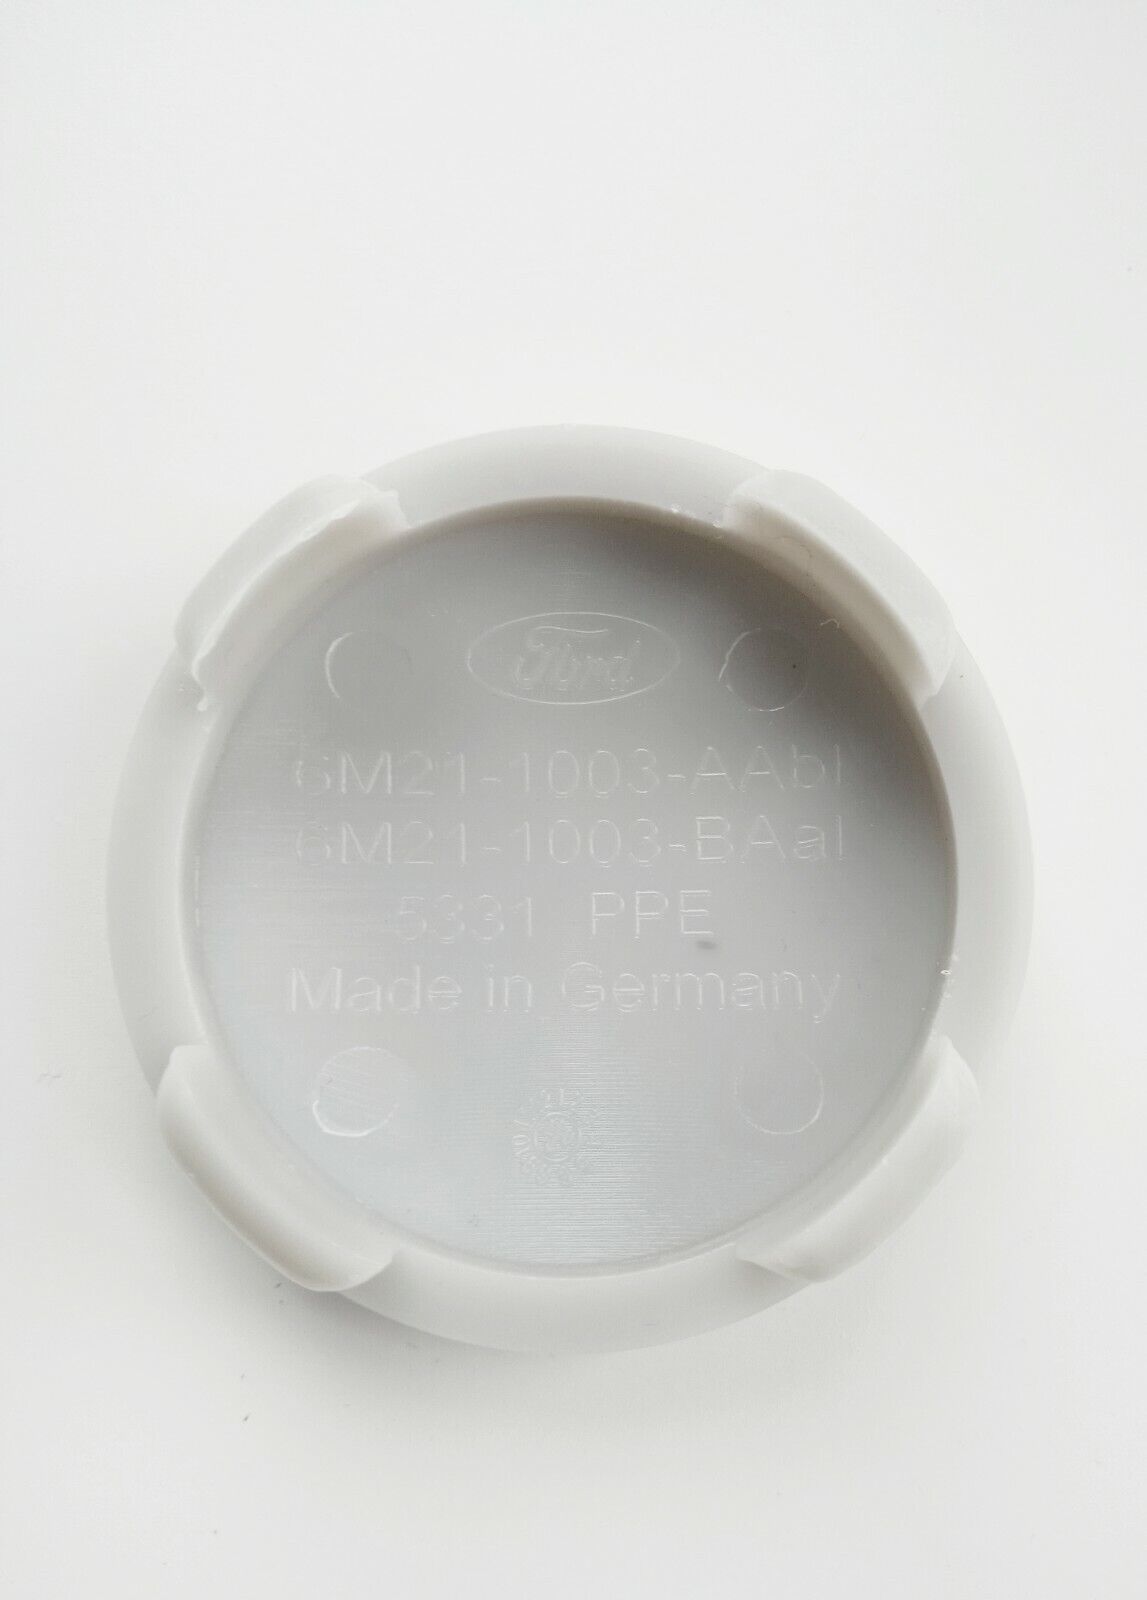 Ford
6M21-1003-AAbl
6M21-1003-BAal
5331 PPE
Made in Germany